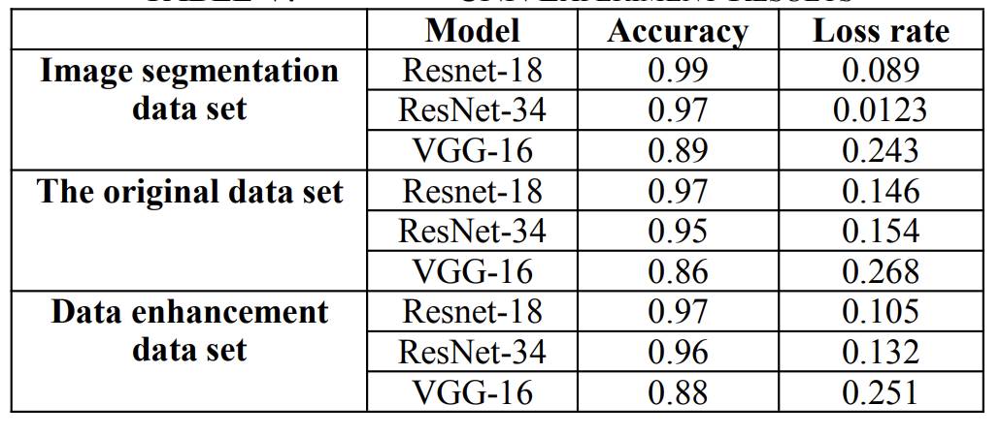 Model Accuracy Loss rate
Image segmentation Resnet-18 0.99 0.089
data set ResNet-34 0.97 0.0123
VGG-16 0.89 0.243
The original data set Resnet-18 0.97 0.146
ResNet-34 0.95 0.154
VGG-16 0.86 0.268
Data enhancement Resnet-18 0.97 0.105
data set ResNet-34 0.96 0.132
VGG-16 0.88 0.251